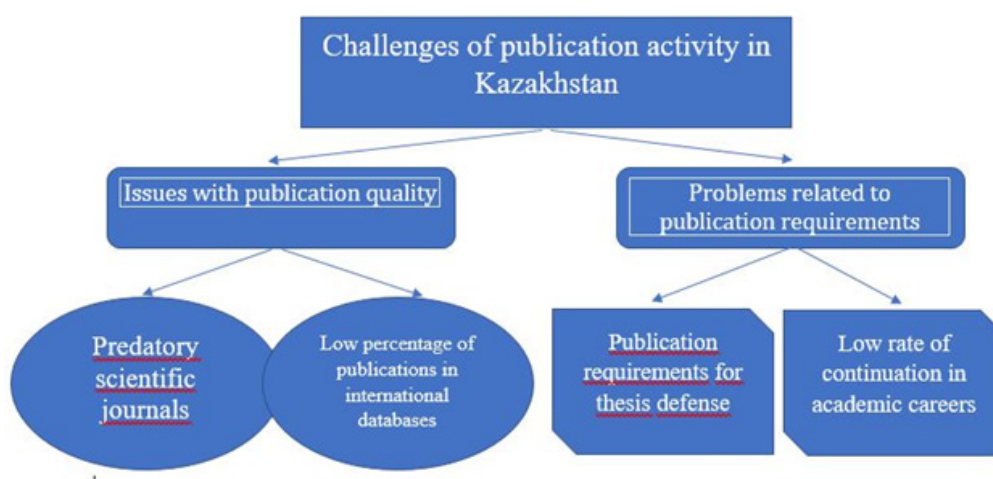 Challenges of publication activity in
Kazakhstan
Issues with publication quality
Problems related to
publication requirements
Predatory
scientific
journals
Low percentage of
publications in
international
databases
Publication
requirements for
thesis defense
Low rate of
continuation in
academic careers